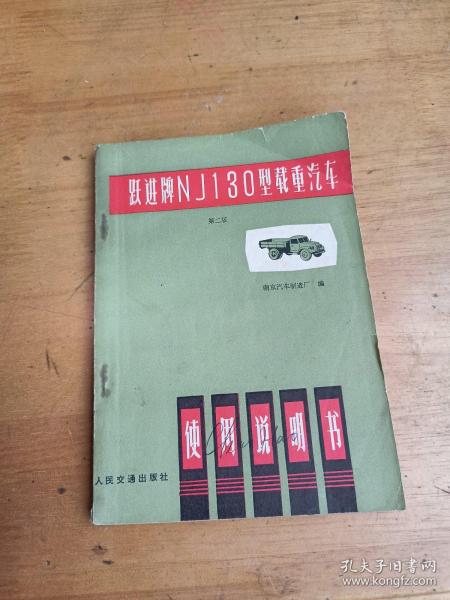 跃进牌NJ130型载重汽车
第二版
南京汽车制造厂 编
使用说明书
人民交通出版社
孔夫子旧书网
www.kongfz.com